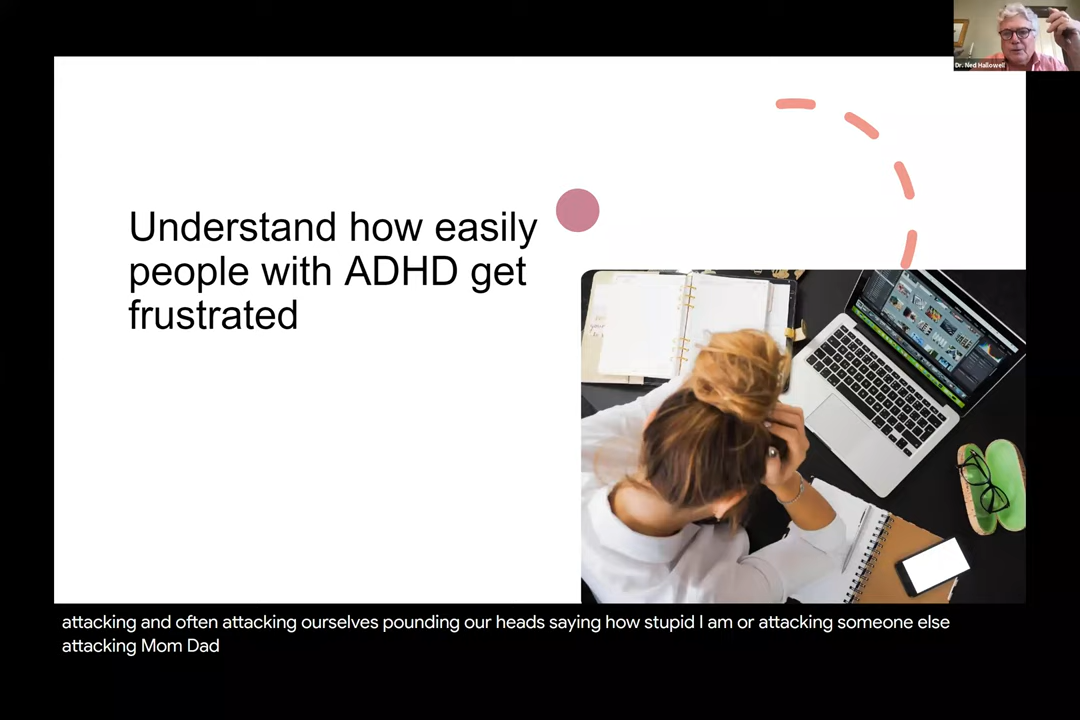 Dr. Ned Hallowell
Understand how easily
people with ADHD get
frustrated
attacking and often attacking ourselves pounding our heads saying how stupid I am or attacking someone else
attacking Mom Dad